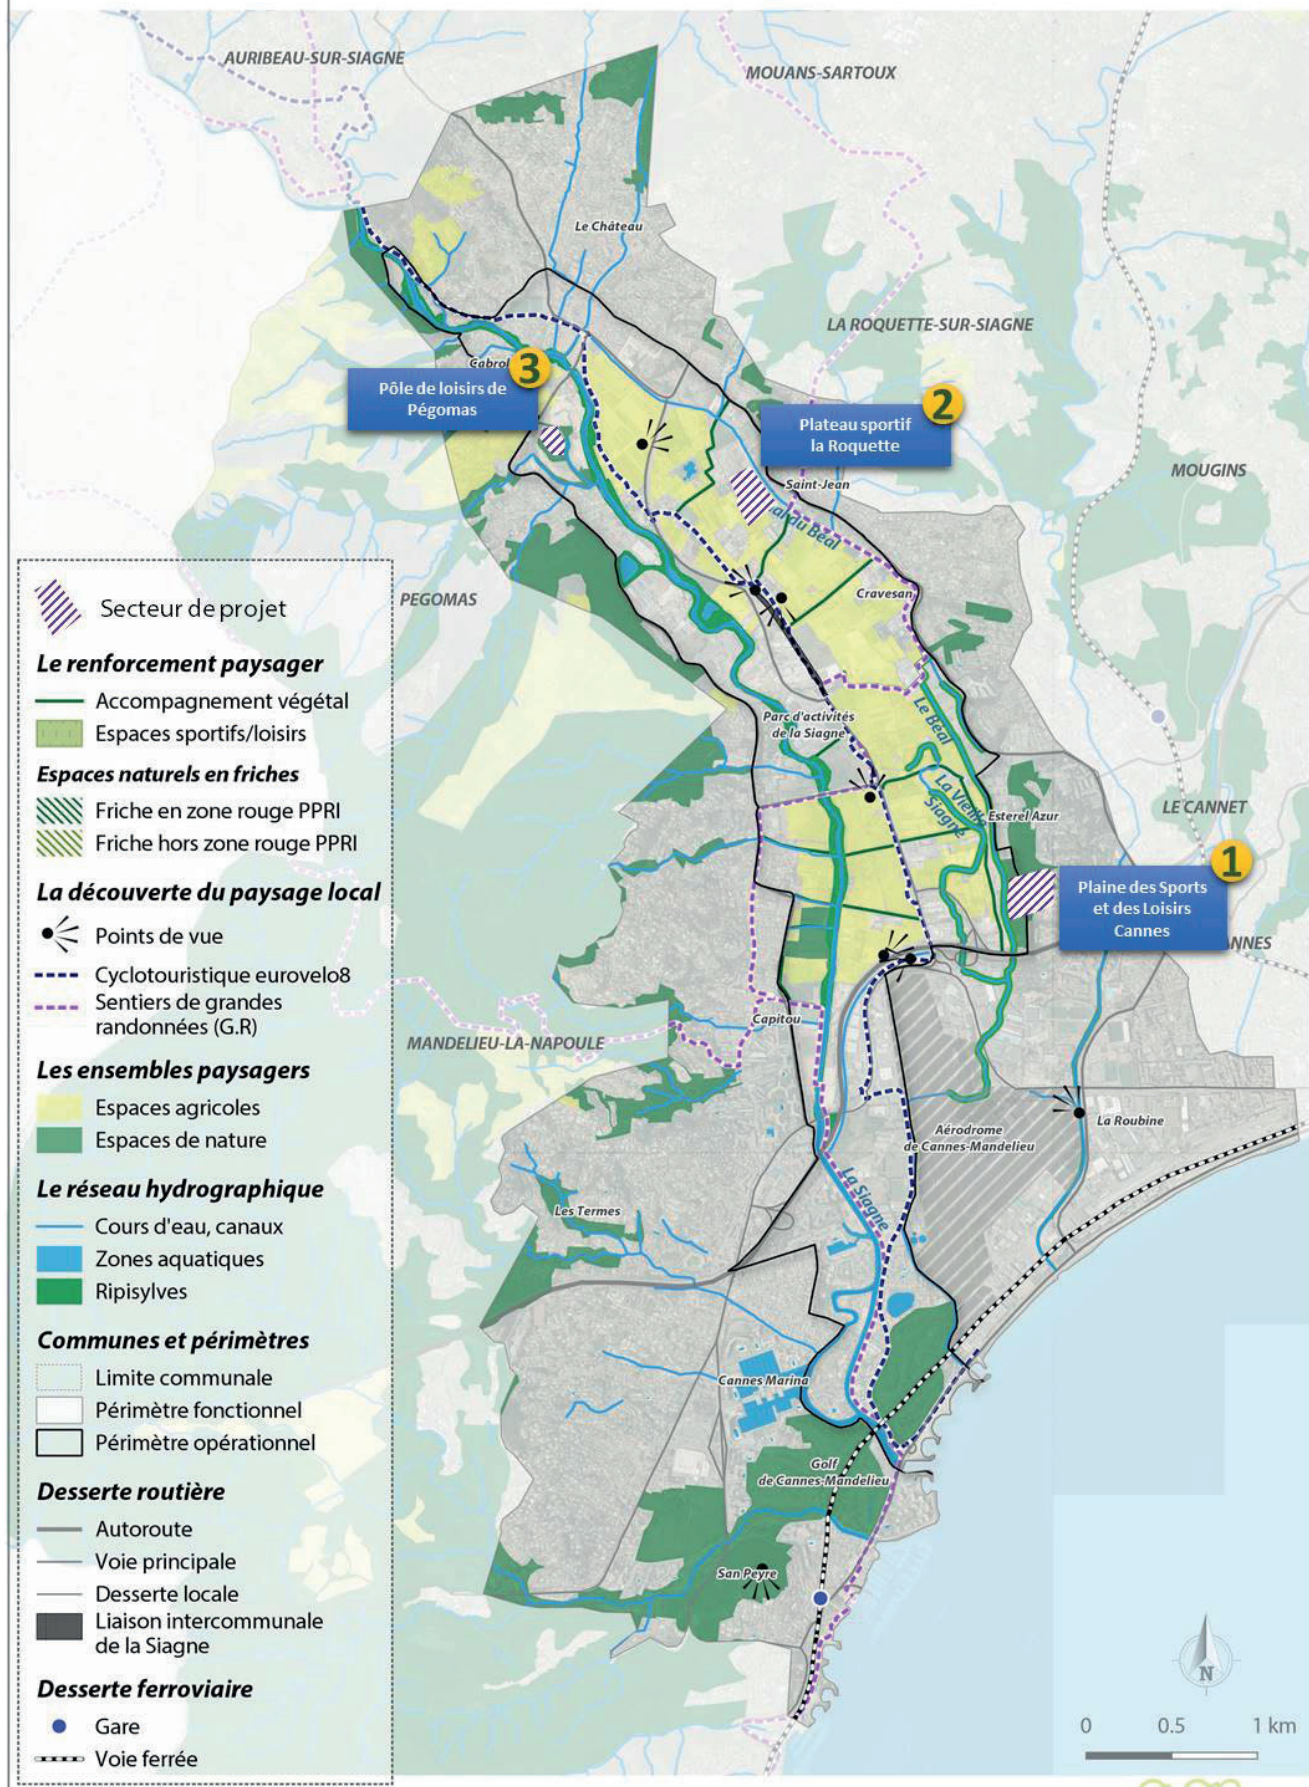 AURIBEAU-SUR-SIAGNE
MOUANS-SARTOUX
Le Château
LA ROQUETTE-SUR-SIAGNE
3
Pôle de loisirs de
Pégomas
2
Plateau sportif
la Roquette
Saint-Jean
du Béal
MOUGINS
PEGOMAS
Cravesan
Le Béal
Parc d'activités
de la Siagne
La Vieille
Siagne
Esterel Azur
LE CANNET
1
Plaine des Sports
et des Loisirs
Cannes
Capitou
MANDELIEU-LA-NAPOULE
Aérodrome
de Cannes-Mandelieu
La Roubine
La Siagne
Les Termes
Cannes Marina
Golf
de Cannes-Mandelieu
San Peyre
Secteur de projet
Le renforcement paysager
Accompagnement végétal
Espaces sportifs/loisirs
Espaces naturels en friches
Friche en zone rouge PPRI
Friche hors zone rouge PPRI
La découverte du paysage local
Points de vue
Cyclotouristique eurovelo8
Sentiers de grandes
randonnées (G.R)
Les ensembles paysagers
Espaces agricoles
Espaces de nature
Le réseau hydrographique
Cours d'eau, canaux
Zones aquatiques
Ripisylves
Communes et périmètres
Limite communale
Périmètre fonctionnel
Périmètre opérationnel
Desserte routière
Autoroute
Voie principale
Desserte locale
Liaison intercommunale
de la Siagne
Desserte ferroviaire
Gare
Voie ferrée
N
0 0.5 1 km